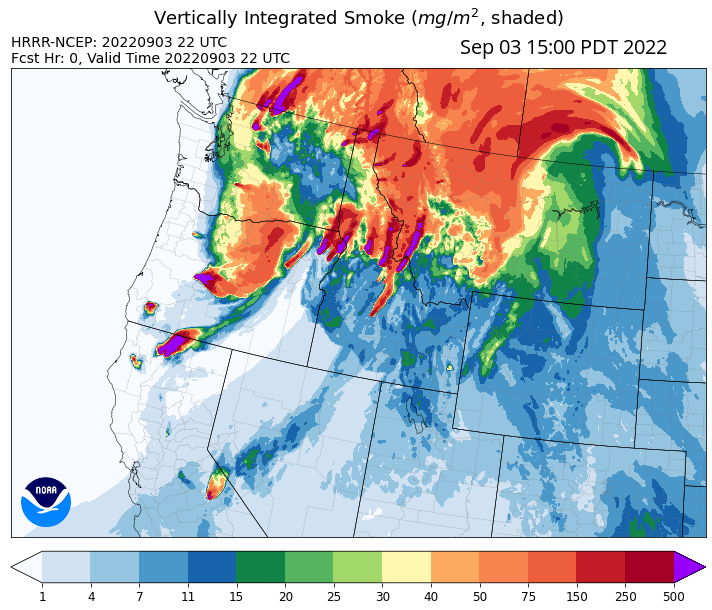 Vertically Integrated Smoke (mg/m², shaded)
HRRR-NCEP: 20220903 22 UTC
Fcst Hr: 0, Valid Time 20220903 22 UTC
Sep 03 15:00 PDT 2022
NOAA
1 4 7 11 15 20 25 30 40 50 75 150 250 500